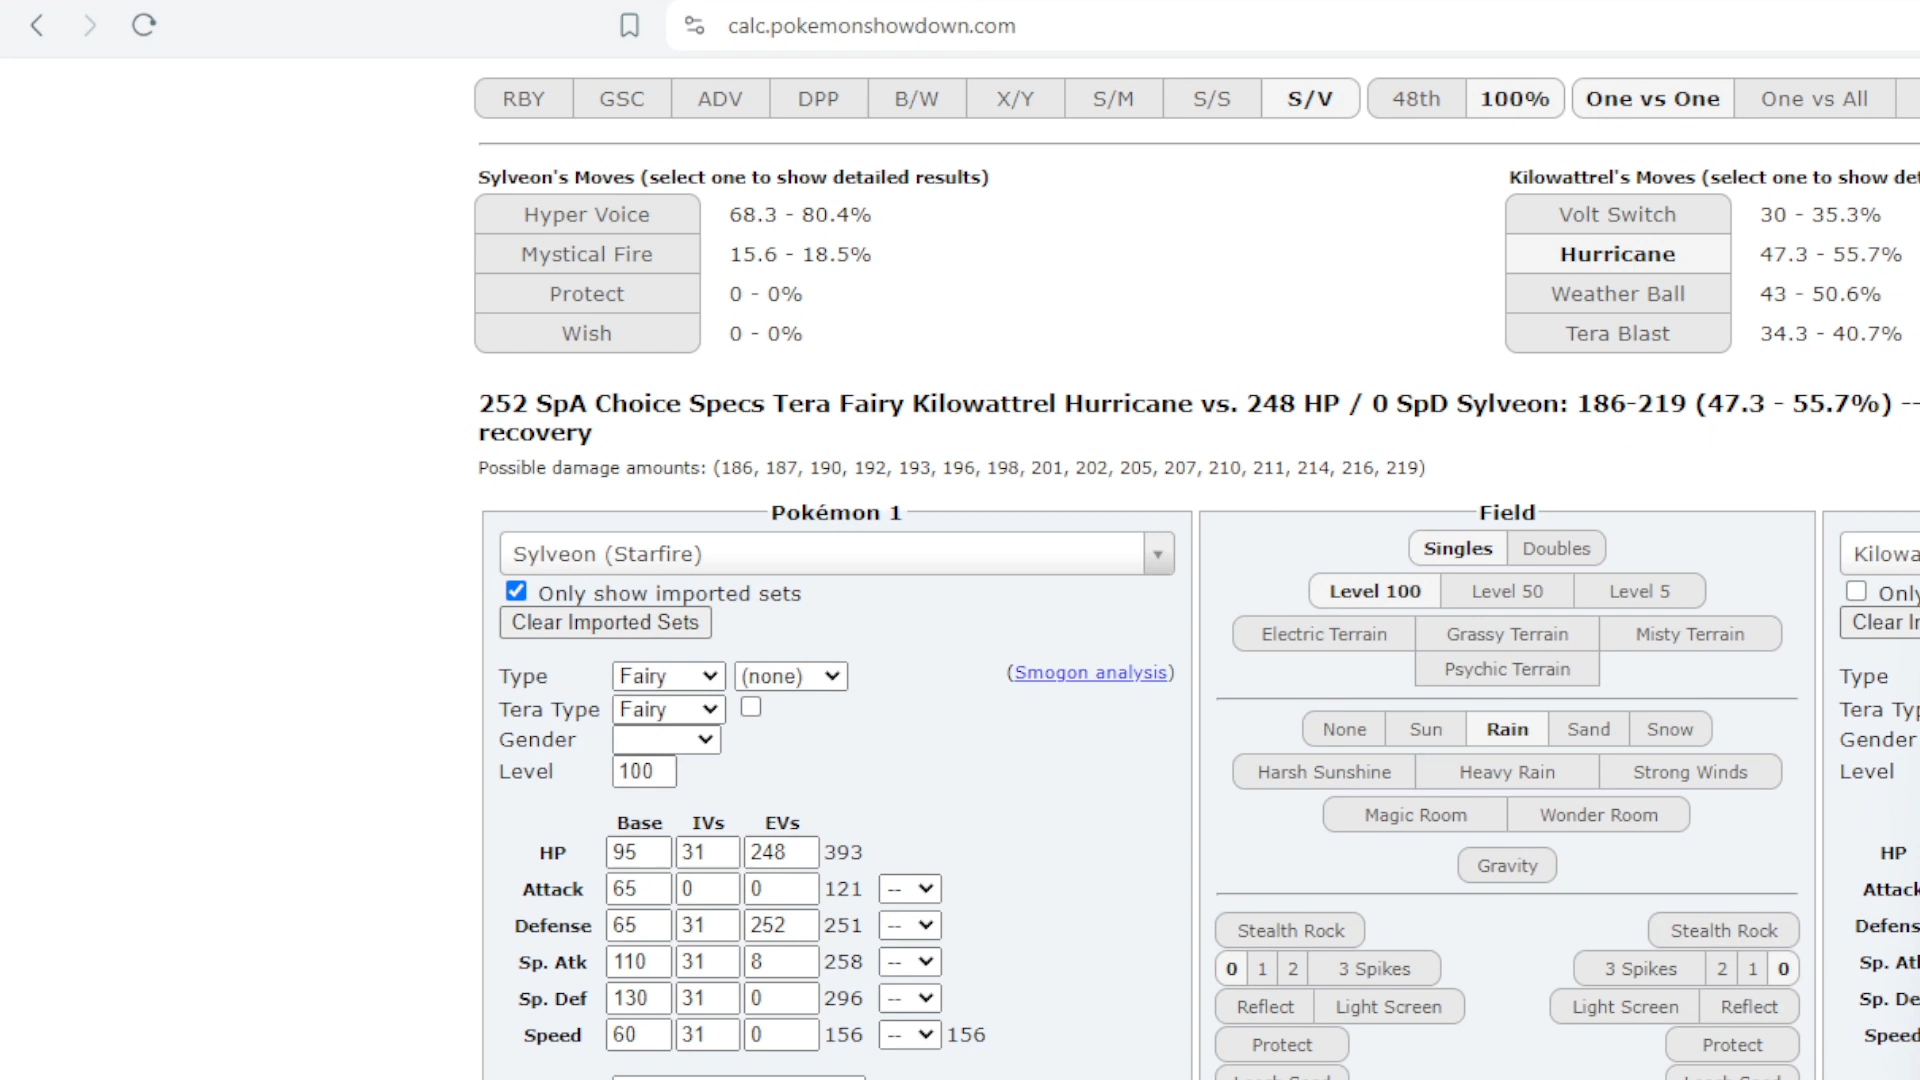 calc.pokemonshowdown.com
RBY GSC ADV DPP B/W X/Y S/M S/S S/V 48th 100% One vs One One vs All
Sylveon's Moves (select one to show detailed results) Kilowattrel's Moves (select one to show det
Hyper Voice 68.3 - 80.4% Volt Switch 30 - 35.3%
Mystical Fire 15.6 - 18.5% Hurricane 47.3 - 55.7%
Protect 0 - 0% Weather Ball 43 - 50.6%
Wish 0 - 0% Tera Blast 34.3 - 40.7%
252 SpA Choice Specs Tera Fairy Kilowattrel Hurricane vs. 248 HP / 0 SpD Sylveon: 186-219 (47.3 - 55.7%) --
recovery
Possible damage amounts: (186, 187, 190, 192, 193, 196, 198, 201, 202, 205, 207, 210, 211, 214, 216, 219)
Pokémon 1 Field
Sylveon (Starfire) Singles Doubles Kilowa
Only show imported sets Level 100 Level 50 Level 5 Only
Clear Imported Sets Electric Terrain Grassy Terrain Misty Terrain Clear I
Type Fairy (none) (Smogon analysis) Psychic Terrain Type
Tera Type Fairy Tera Typ
Gender None Sun Rain Sand Snow Gender
Level 100 Harsh Sunshine Heavy Rain Strong Winds Level
Base IVs EVs Magic Room Wonder Room
HP 95 31 248 393 Gravity HP
Attack 65 0 0 121 -- Attack
Defense 65 31 252 251 -- Stealth Rock Stealth Rock Defens
Sp. Atk 110 31 8 258 -- 0 1 2 3 Spikes 3 Spikes 2 1 0 Sp. Atl
Sp. Def 130 31 0 296 -- Reflect Light Screen Light Screen Reflect Sp. De
Speed 60 31 0 156 -- 156 Protect Protect Speed